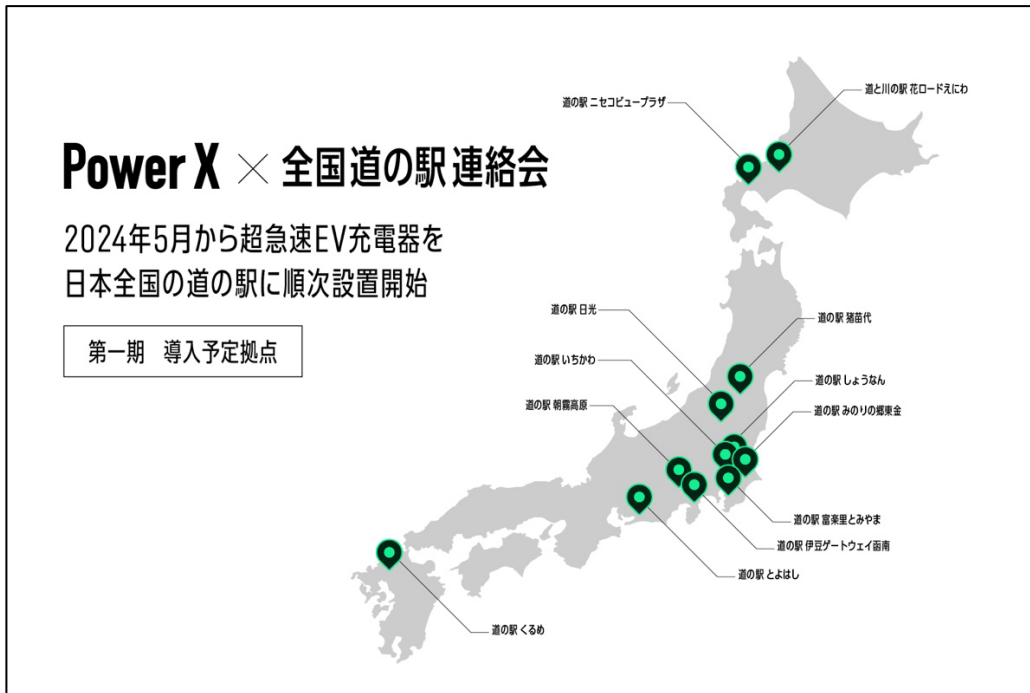 Power X × 全国道の駅連絡会
2024年5月から超急速EV充電器を
日本全国の道の駅に順次設置開始
第一期　導入予定拠点
道の駅 ニセコビュープラザ
道と川の駅 花ロードえにわ
道の駅 日光
道の駅 猪苗代
道の駅 いちかわ
道の駅 しょうなん
道の駅 朝霧高原
道の駅 みのりの郷東金
道の駅 富楽里とみやま
道の駅 伊豆ゲートウェイ函南
道の駅 とよはし
道の駅 くるめ